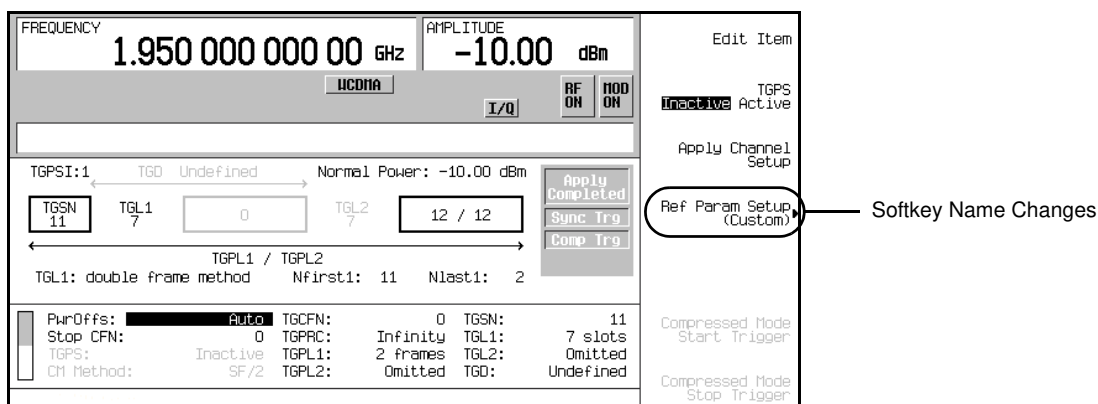 FREQUENCY
1.950 000 000 00 GHz
AMPLITUDE
-10.00 dBm
WCDMA
I/Q
RF ON
MOD ON
TGPSI:1
TGD Undefined
Normal Power: -10.00 dBm
TGSN
11
TGL1
7
0
TGL2
7
12 / 12
Apply
Completed
Sync Trg
Comp Trg
TGPL1 / TGPL2
TGL1: double frame method Nfirst1: 11 Nlast1: 2
PwrOffs: Auto TGCFN: 0 TGSN: 11
Stop CFN: 0 TGPRC: Infinity TGL1: 7 slots
TGPS: Inactive TGPL1: 2 frames TGL2: Omitted
CM Method: SF/2 TGPL2: Omitted TGD: Undefined
Edit Item
TGPS
Inactive Active
Apply Channel
Setup
Ref Param Setup
(Custom)
Softkey Name Changes
Compressed Mode
Start Trigger
Compressed Mode
Stop Trigger